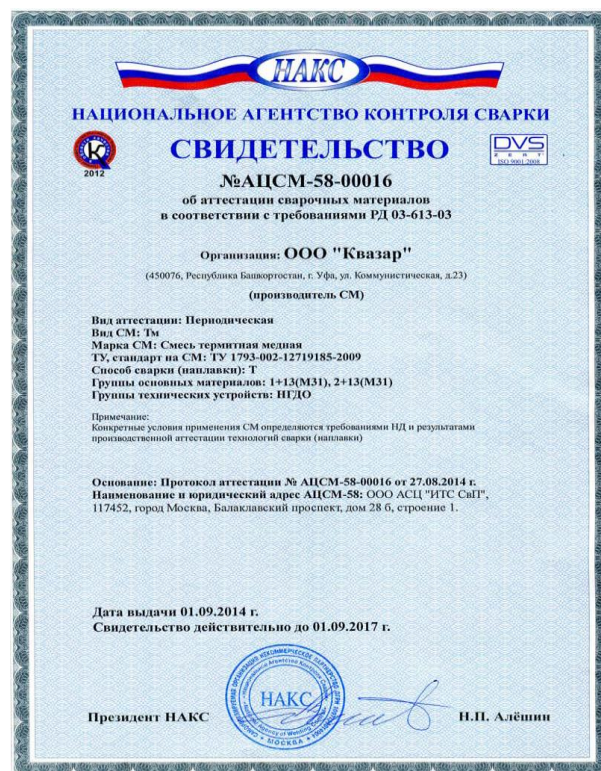 НАКС
НАЦИОНАЛЬНОЕ АГЕНТСТВО КОНТРОЛЯ СВАРКИ
2012
СВИДЕТЕЛЬСТВО
DVS
ZERT
ISO 9001:2008
№АЦСМ-58-00016
об аттестации сварочных материалов
в соответствии с требованиями РД 03-613-03
Организация: ООО "Квазар"
(450076, Республика Башкортостан, г. Уфа, ул. Коммунистическая, д.23)
(производитель СМ)
Вид аттестации: Периодическая
Вид СМ: Тм
Марка СМ: Смесь термитная медная
ТУ, стандарт на СМ: ТУ 1793-002-12719185-2009
Способ сварки (наплавки): Т
Группы основных материалов: 1+13(М31), 2+13(М31)
Группы технических устройств: НГДО
Примечание:
Конкретные условия применения СМ определяются требованиями НД и результатами
производственной аттестации технологий сварки (наплавки)
Основание: Протокол аттестации № АЦСМ-58-00016 от 27.08.2014 г.
Наименование и юридический адрес АЦСМ-58: ООО АСЦ "ИТС СвП",
117452, город Москва, Балаклавский проспект, дом 28 б, строение 1.
Дата выдачи 01.09.2014 г.
Свидетельство действительно до 01.09.2017 г.
НАКС
МОСКВА
Президент НАКС
Н.П. Алёшин